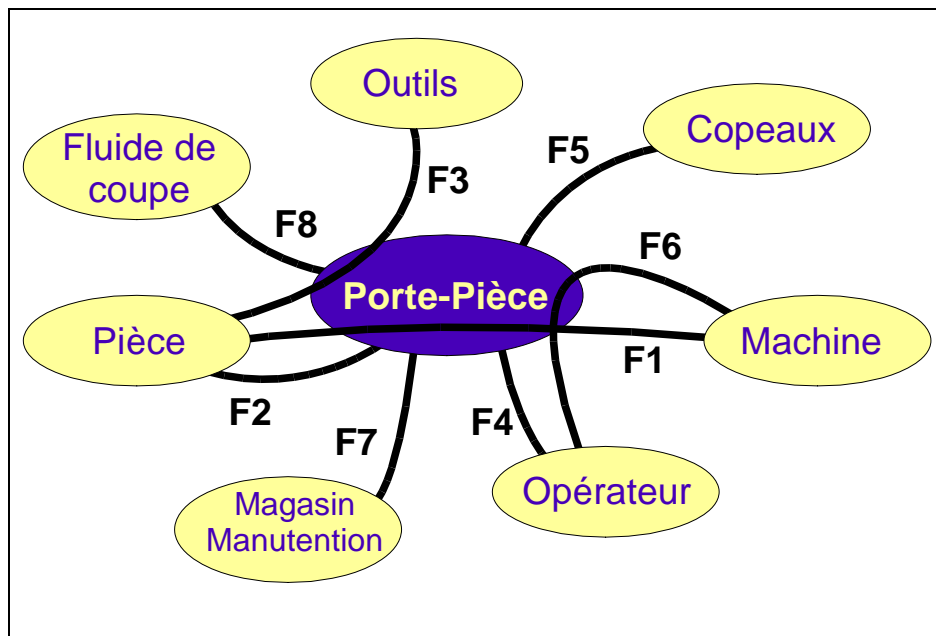 Outils
Copeaux
Fluide de
coupe
F3
F5
F8
F6
Porte-Pièce
Pièce
Machine
F1
F2
F7
F4
Opérateur
Magasin
Manutention